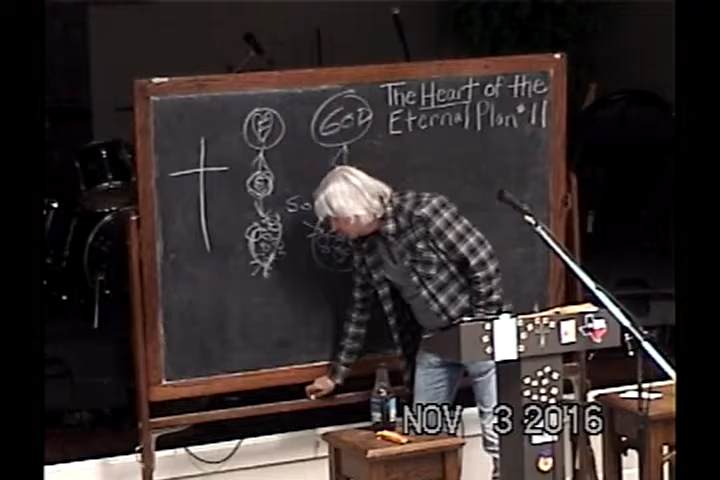 The Heart of the
Eternal Plan #11
GOD
NOV 3 2016